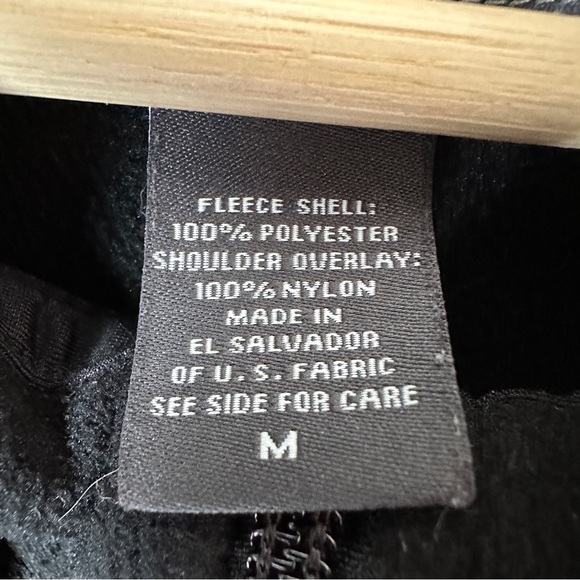 FLEECE SHELL:
100% POLYESTER
SHOULDER OVERLAY:
100% NYLON
MADE IN
EL SALVADOR
OF U.S. FABRIC
SEE SIDE FOR CARE
M